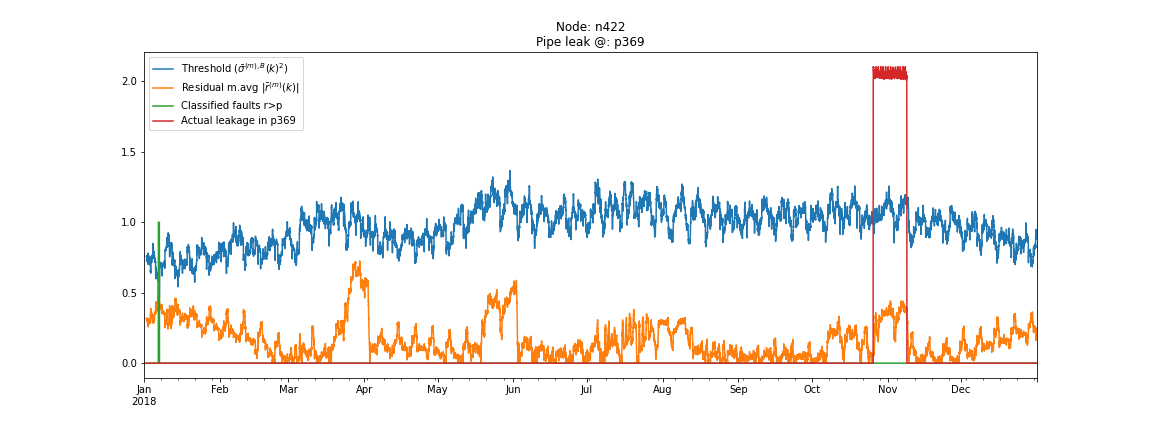 Node: n422
Pipe leak @: p369
Threshold (σ̄⁽ᵐ⁾'ᴮ(k)²)
Residual m.avg |r̄⁽ᵐ⁾(k)|
Classified faults r>p
Actual leakage in p369
2.0
1.5
1.0
0.5
0.0
Jan Feb Mar Apr May Jun Jul Aug Sep Oct Nov Dec
2018